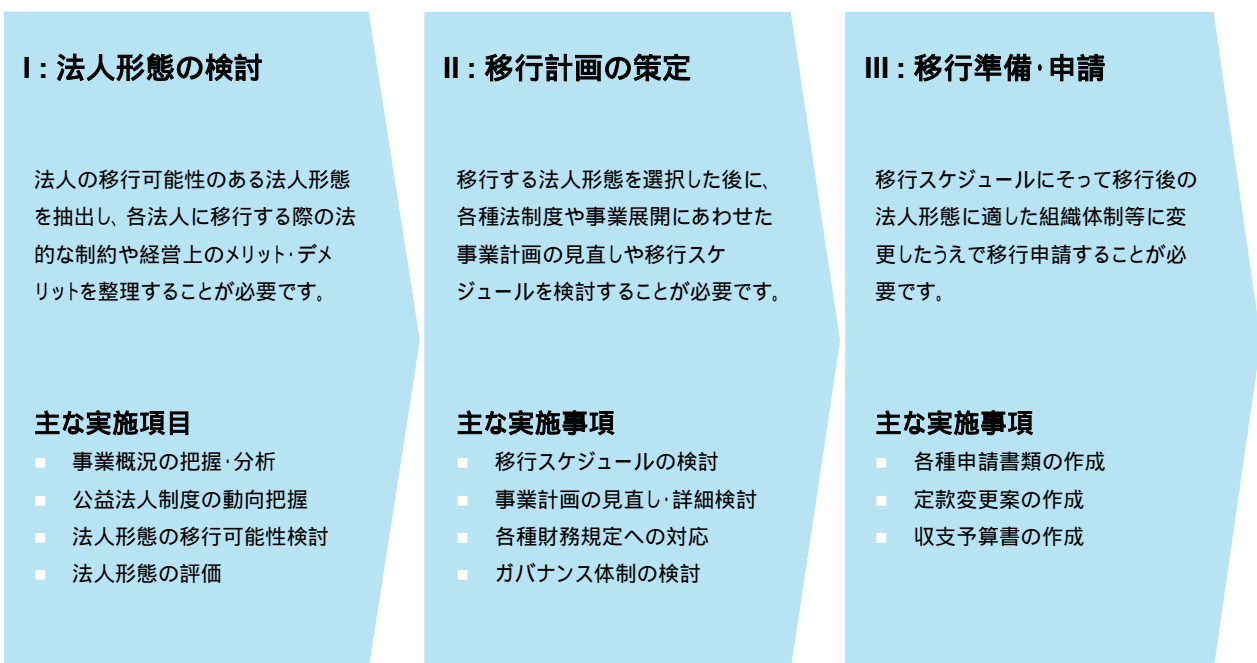 I：法人形態の検討
法人の移行可能性のある法人形態
を抽出し、各法人に移行する際の法
的な制約や経営上のメリット・デメ
リットを整理することが必要です。
主な実施項目
事業概況の把握・分析
公益法人制度の動向把握
法人形態の移行可能性検討
法人形態の評価
II：移行計画の策定
移行する法人形態を選択した後に、
各種法制度や事業展開にあわせた
事業計画の見直しや移行スケ
ジュールを検討することが必要です。
主な実施事項
移行スケジュールの検討
事業計画の見直し・詳細検討
各種財務規定への対応
ガバナンス体制の検討
III：移行準備・申請
移行スケジュールにそって移行後の
法人形態に適した組織体制等に変
更したうえで移行申請することが必
要です。
主な実施事項
各種申請書類の作成
定款変更案の作成
収支予算書の作成